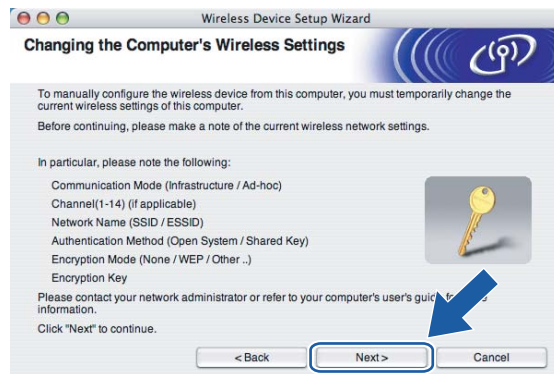 Wireless Device Setup Wizard
Changing the Computer's Wireless Settings
To manually configure the wireless device from this computer, you must temporarily change the
current wireless settings of this computer.
Before continuing, please make a note of the current wireless network settings.
In particular, please note the following:
Communication Mode (Infrastructure / Ad-hoc)
Channel(1-14) (if applicable)
Network Name (SSID / ESSID)
Authentication Method (Open System / Shared Key)
Encryption Mode (None / WEP / Other ..)
Encryption Key
Please contact your network administrator or refer to your computer's user's
information.
Click "Next" to continue.
< Back
Next >
Cancel